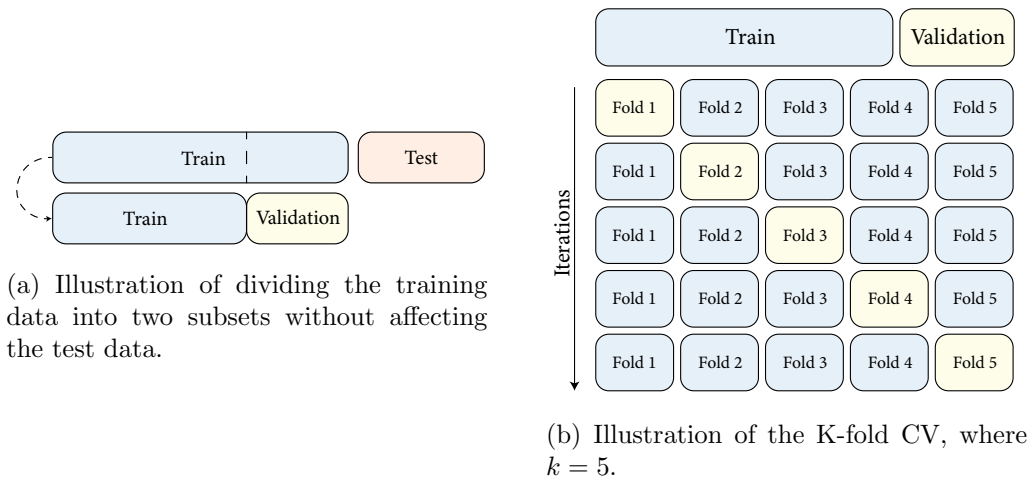 Train Test
Train Validation
(a) Illustration of dividing the training
data into two subsets without affecting
the test data.
Train Validation
Iterations
Fold 1 Fold 2 Fold 3 Fold 4 Fold 5
Fold 1 Fold 2 Fold 3 Fold 4 Fold 5
Fold 1 Fold 2 Fold 3 Fold 4 Fold 5
Fold 1 Fold 2 Fold 3 Fold 4 Fold 5
Fold 1 Fold 2 Fold 3 Fold 4 Fold 5
(b) Illustration of the K-fold CV, where
k = 5.